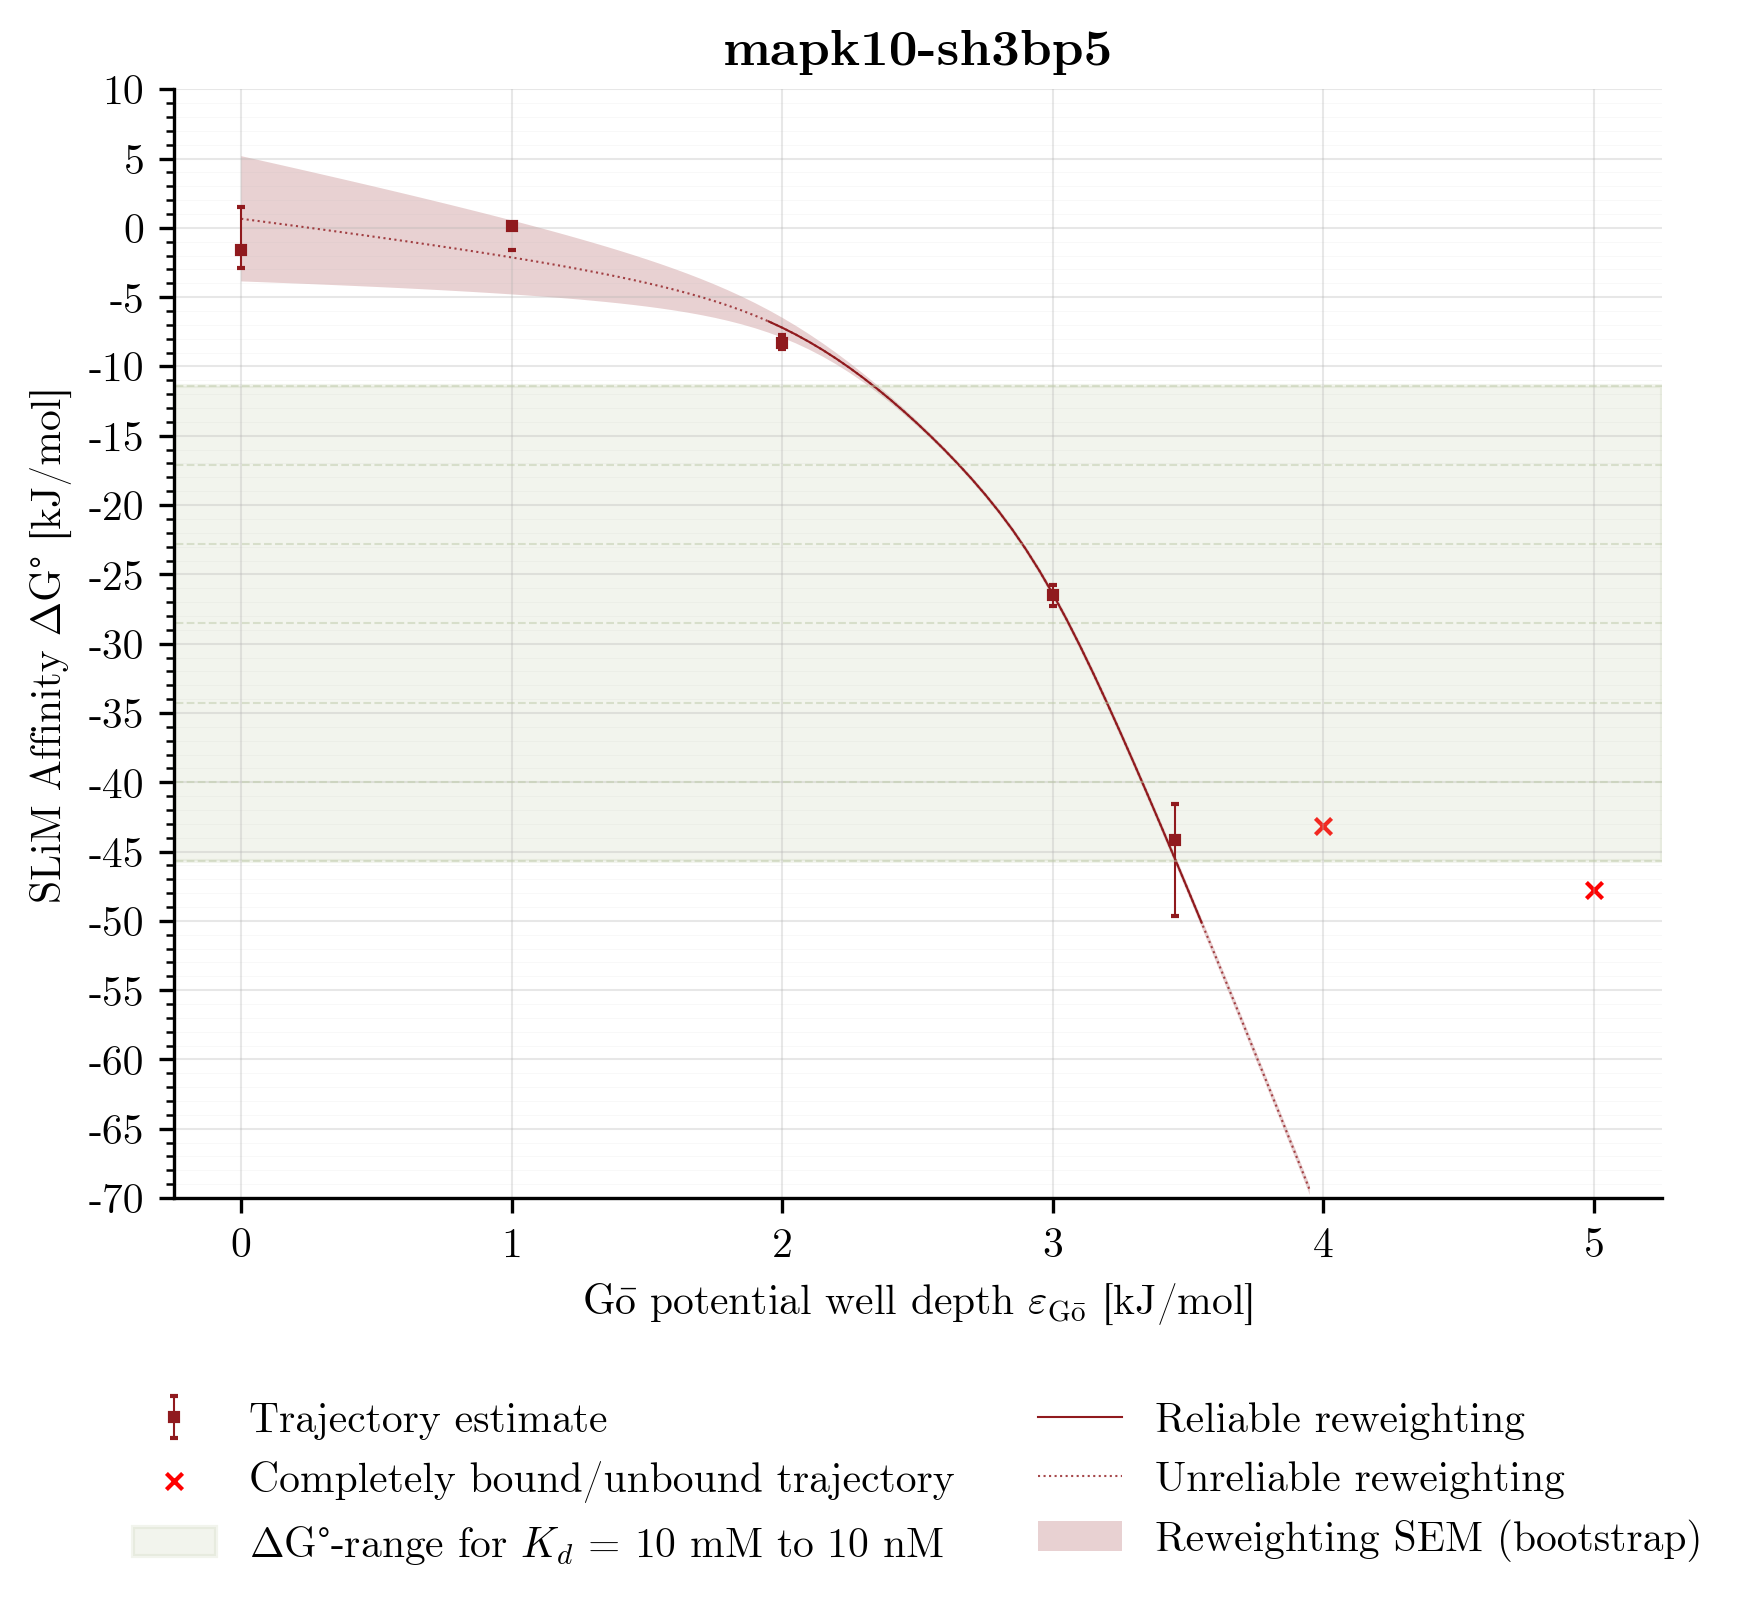 mapk10-sh3bp5
10
5
0
-5
-10
-15
-20
-25
-30
-35
-40
-45
-50
-55
-60
-65
-70
SLiM Affinity ΔG° [kJ/mol]
0 1 2 3 4 5
Gō potential well depth εGō [kJ/mol]
Trajectory estimate
Completely bound/unbound trajectory
ΔG°-range for Kd = 10 mM to 10 nM
Reliable reweighting
Unreliable reweighting
Reweighting SEM (bootstrap)